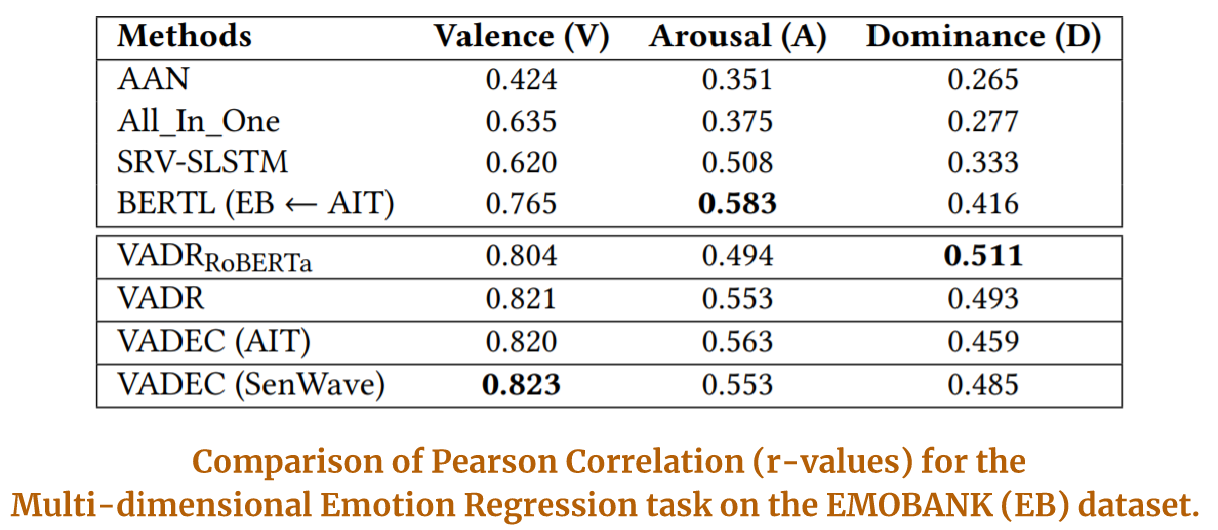 Methods Valence (V) Arousal (A) Dominance (D)
AAN 0.424 0.351 0.265
All_In_One 0.635 0.375 0.277
SRV-SLSTM 0.620 0.508 0.333
BERTL (EB ← AIT) 0.765 0.583 0.416
VADRRoBERTa 0.804 0.494 0.511
VADR 0.821 0.553 0.493
VADEC (AIT) 0.820 0.563 0.459
VADEC (SenWave) 0.823 0.553 0.485
Comparison of Pearson Correlation (r-values) for the
Multi-dimensional Emotion Regression task on the EMOBANK (EB) dataset.